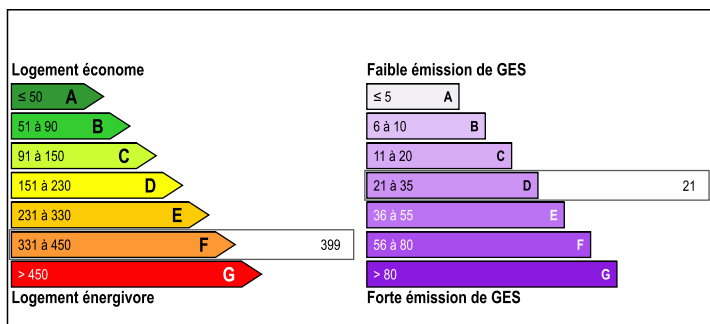 Logement économe
≤ 50 A
51 à 90 B
91 à 150 C
151 à 230 D
231 à 330 E
331 à 450 F 399
> 450 G
Logement énergivore
Faible émission de GES
≤ 5 A
6 à 10 B
11 à 20 C
21 à 35 D 21
36 à 55 E
56 à 80 F
> 80 G
Forte émission de GES